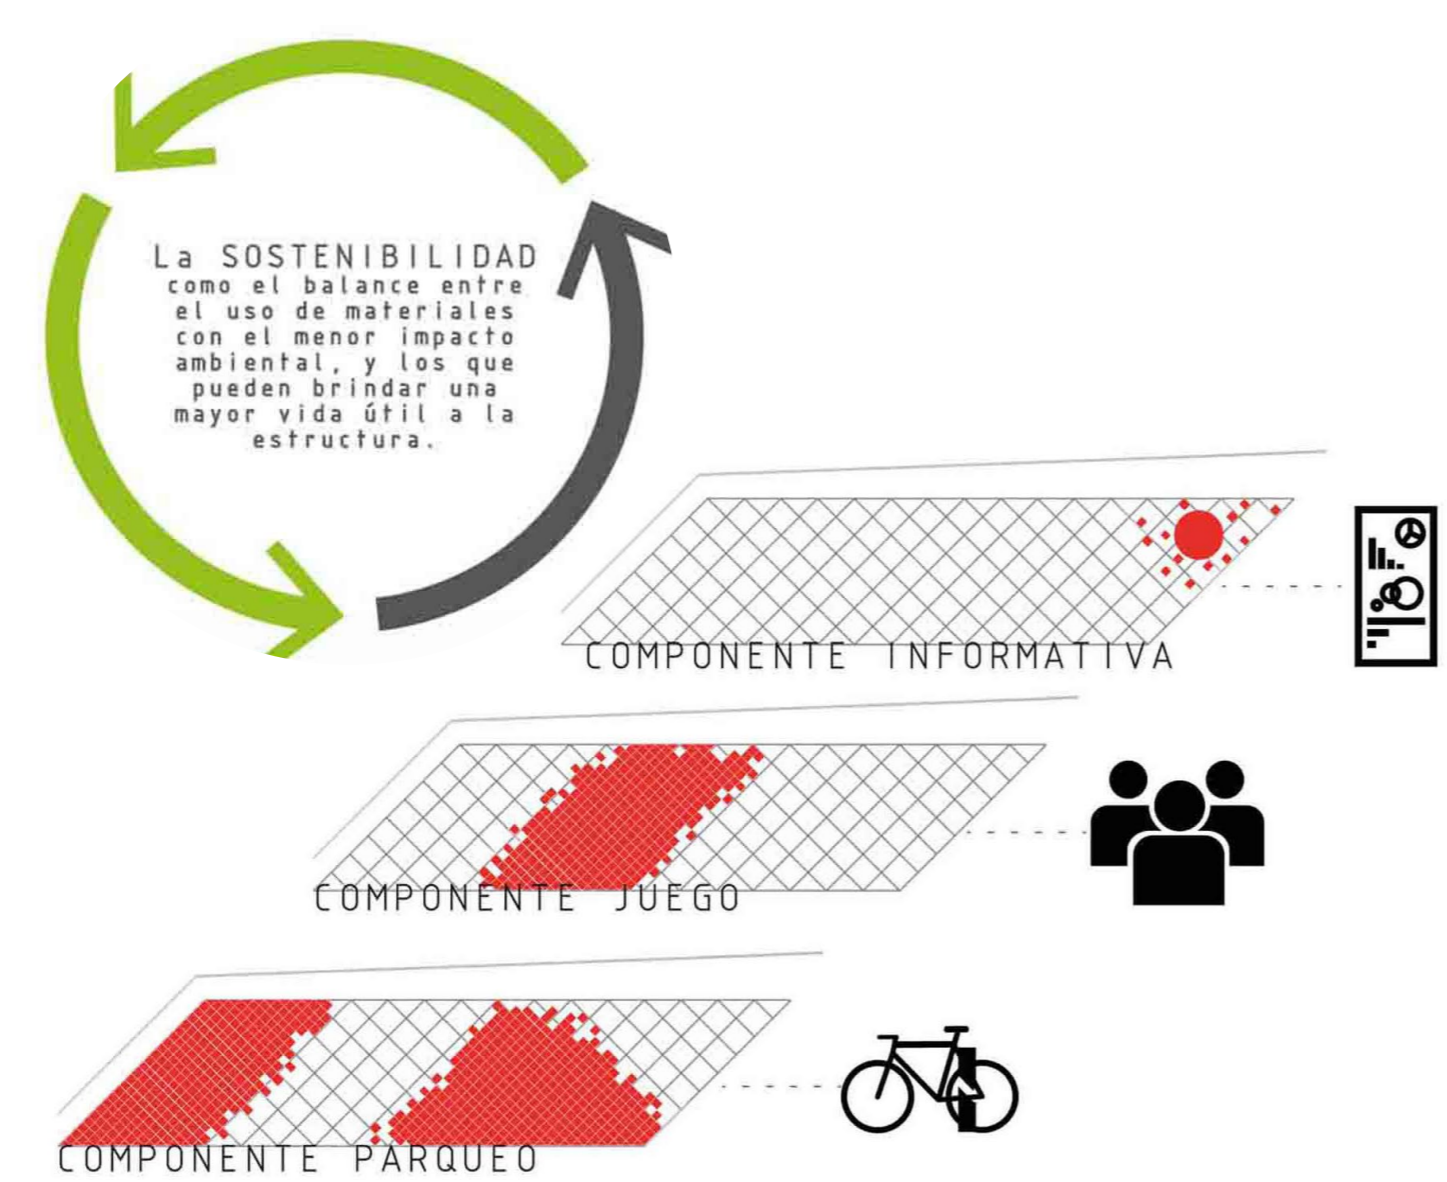 La SOSTENIBILIDAD
como el balance entre
el uso de materiales
con el menor impacto
ambiental, y los que
pueden brindar una
mayor vida útil a la
estructura.
COMPONENTE INFORMATIVA
COMPONENTE JUEGO
COMPONENTE PARQUEO